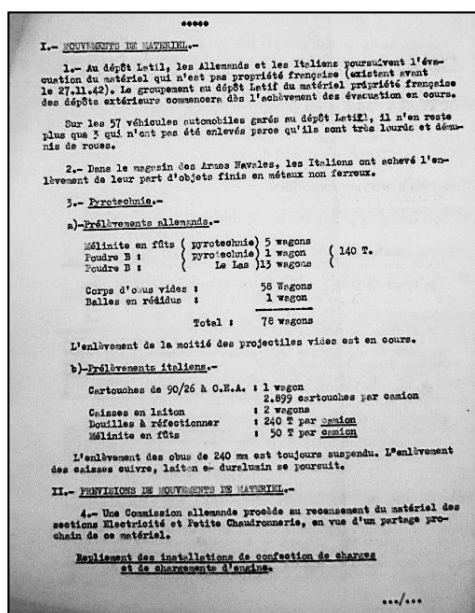 *****
I.- MOUVEMENTS DE MATERIEL.-
1.- Au dépôt Latil, les Allemands et les Italiens poursuivent l'éva-
cuation du matériel qui n'est pas propriété française (existant avant
le 27.11.42). Le groupement au dépôt Latif du matériel priprièté française
des dépôts extérieurs commencera dès l'achèvement des évacuation en cours.
Sur les 57 véhicules automobiles garés au dépôt Latifl, il n'en reste
plus que 3 qui n'ont pas été enlevés parce qu'ils sont très lourds et dému-
nis de roues.
2.- Dans le magasin des Armes Navales, les Italiens ont achevé l'en-
lèvement de leur part d'objets finis en métaux non ferreux.
3.- Pyrotechnie.-
a)-Prélèvements allemands.-
Mélinite en fûts ( pyrotechnie) 5 wagons
Poudre B : ( pyrotechnie) 1 wagon ( 140 T.
Poudre B : ( Le Las )13 wagons (
Corps d'obus vides : 58 Wagons
Balles en résidus : 1 wagon
Total : 78 wagons
L'enlèvement de la moitié des projectiles vides est en cours.
b)-Prélèvements italiens.-
Cartouches de 90/26 à O.E.A. : 1 wagon
2.899 cartouches par camion
Caisses en laiton : 2 wagons
Douilles à réfectionner : 240 T par camion
Mélinite en fûts : 50 T par camion
L'enlèvement des obus de 240 mm est toujours suspendu. L'enlèvement
des caisses cuivre, laiton e- duralumin se poursuit.
II.- PREVISIONS DE MOUVEMENTS DE MATERIEL.-
4.- Une Commission allemande procède au recensement du matériel des
sections Electricité et Petite Chaudronnerie, en vue d'un partage pro-
chain de ce matériel.
Repliement des installations de confection de charges
et de chargements d'engins.
.../...